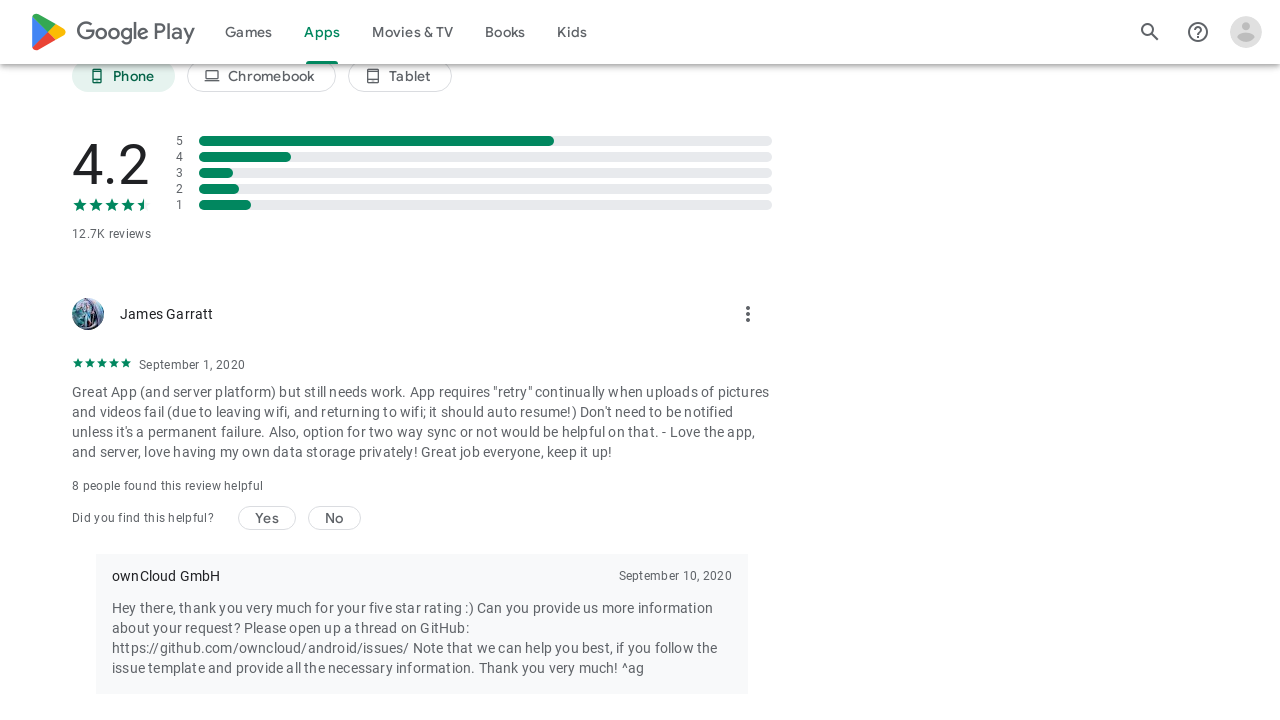 Google Play Games Apps Movies & TV Books Kids
Phone Chromebook Tablet
4.2
5
4
3
2
1
12.7K reviews
James Garratt
September 1, 2020
Great App (and server platform) but still needs work. App requires "retry" continually when uploads of pictures
and videos fail (due to leaving wifi, and returning to wifi; it should auto resume!) Don't need to be notified
unless it's a permanent failure. Also, option for two way sync or not would be helpful on that. - Love the app,
and server, love having my own data storage privately! Great job everyone, keep it up!
8 people found this review helpful
Did you find this helpful? Yes No
ownCloud GmbH September 10, 2020
Hey there, thank you very much for your five star rating :) Can you provide us more information
about your request? Please open up a thread on GitHub:
https://github.com/owncloud/android/issues/ Note that we can help you best, if you follow the
issue template and provide all the necessary information. Thank you very much! ^ag